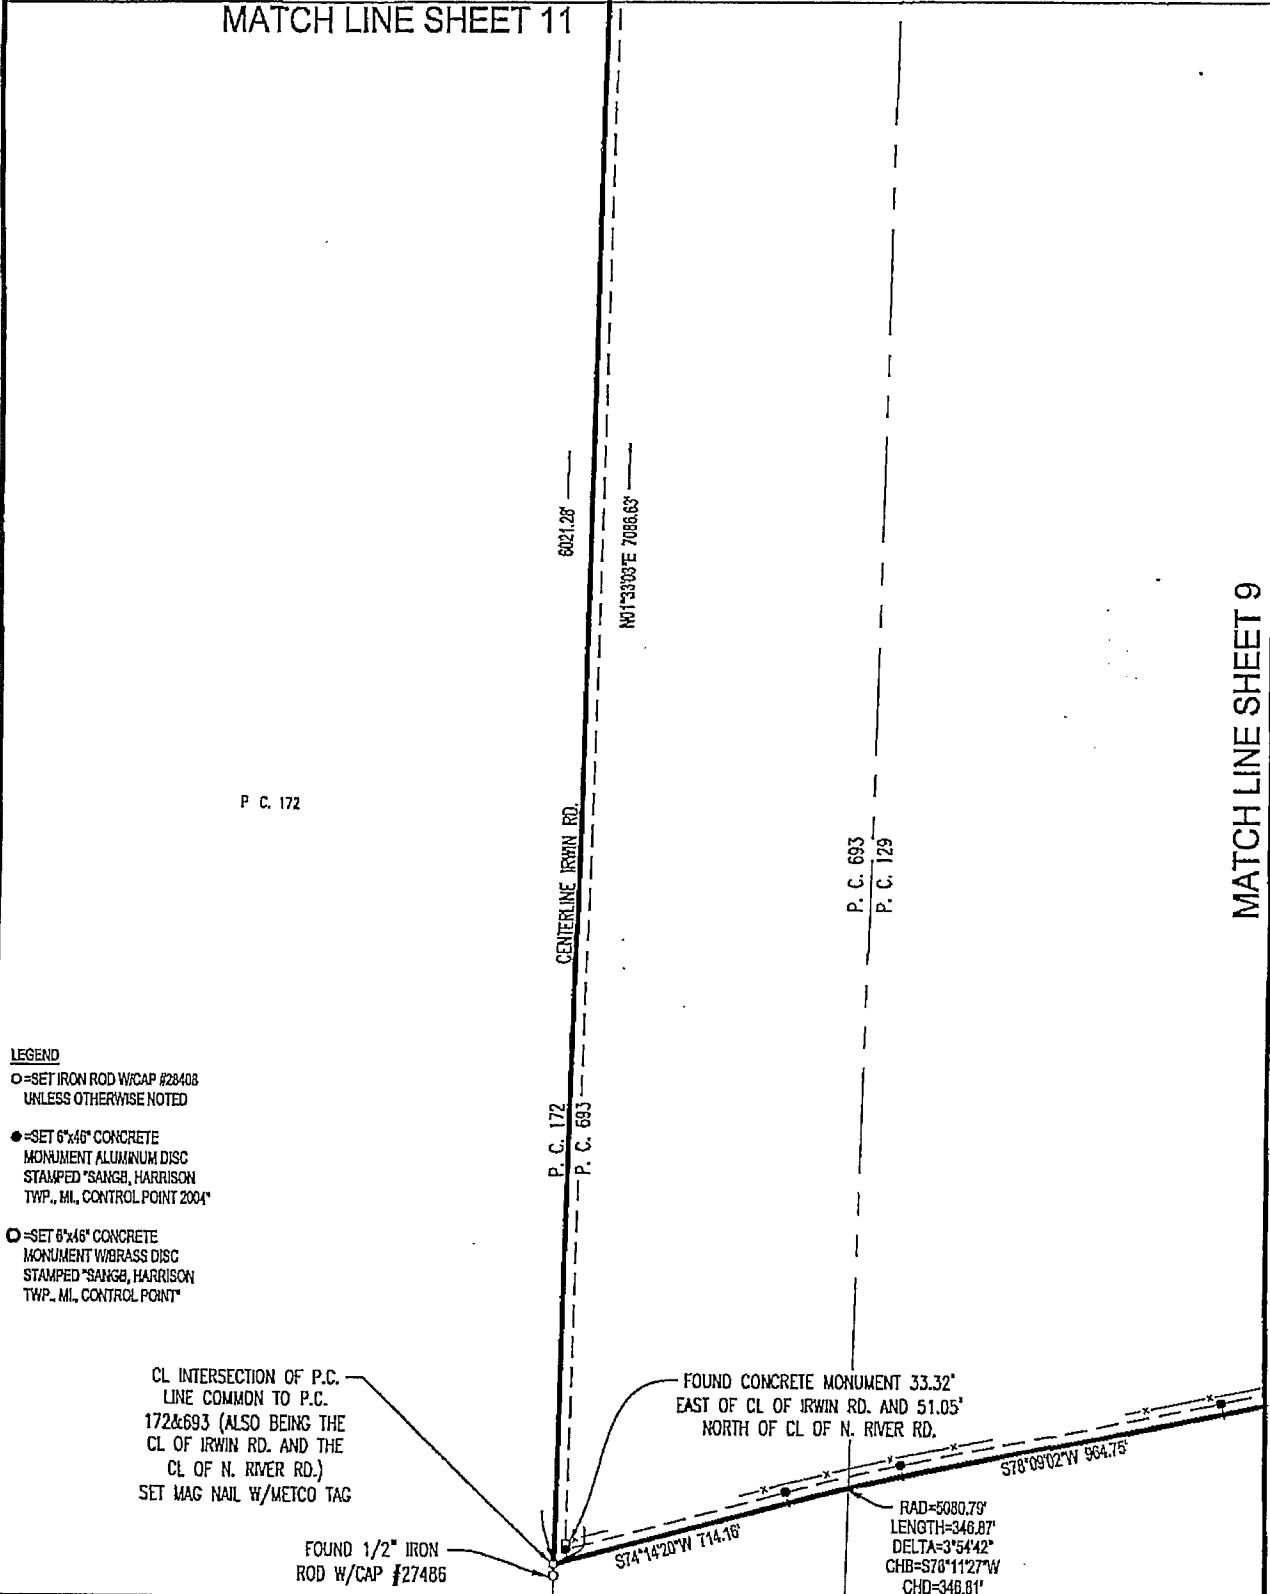 MATCH LINE SHEET 11
6021.28'
N01°33'03"E 7086.63'
MATCH LINE SHEET 9
P C. 172
CENTERLINE IRWIN RD.
P. C. 693
P. C. 129
LEGEND
O=SET IRON ROD W/CAP #28408
UNLESS OTHERWISE NOTED
●=SET 6"x46" CONCRETE
MONUMENT ALUMINUM DISC
STAMPED "SANGB, HARRISON
TWP., MI., CONTROL POINT 2004"
O=SET 6"x46" CONCRETE
MONUMENT W/BRASS DISC
STAMPED "SANGB, HARRISON
TWP., MI., CONTROL POINT"
P. C. 172
P. C. 693
CL INTERSECTION OF P.C.
LINE COMMON TO P.C.
172&693 (ALSO BEING THE
CL OF IRWIN RD. AND THE
CL OF N. RIVER RD.)
SET MAG NAIL W/METCO TAG
FOUND CONCRETE MONUMENT 33.32'
EAST OF CL OF IRWIN RD. AND 51.05'
NORTH OF CL OF N. RIVER RD.
FOUND 1/2" IRON
ROD W/CAP #27486
S74°14'20"W 714.16'
S78°09'02"W 964.75'
RAD=5080.79'
LENGTH=346.87'
DELTA=3°54'42"
CHB=S76°11'27"W
CHD=346.81'